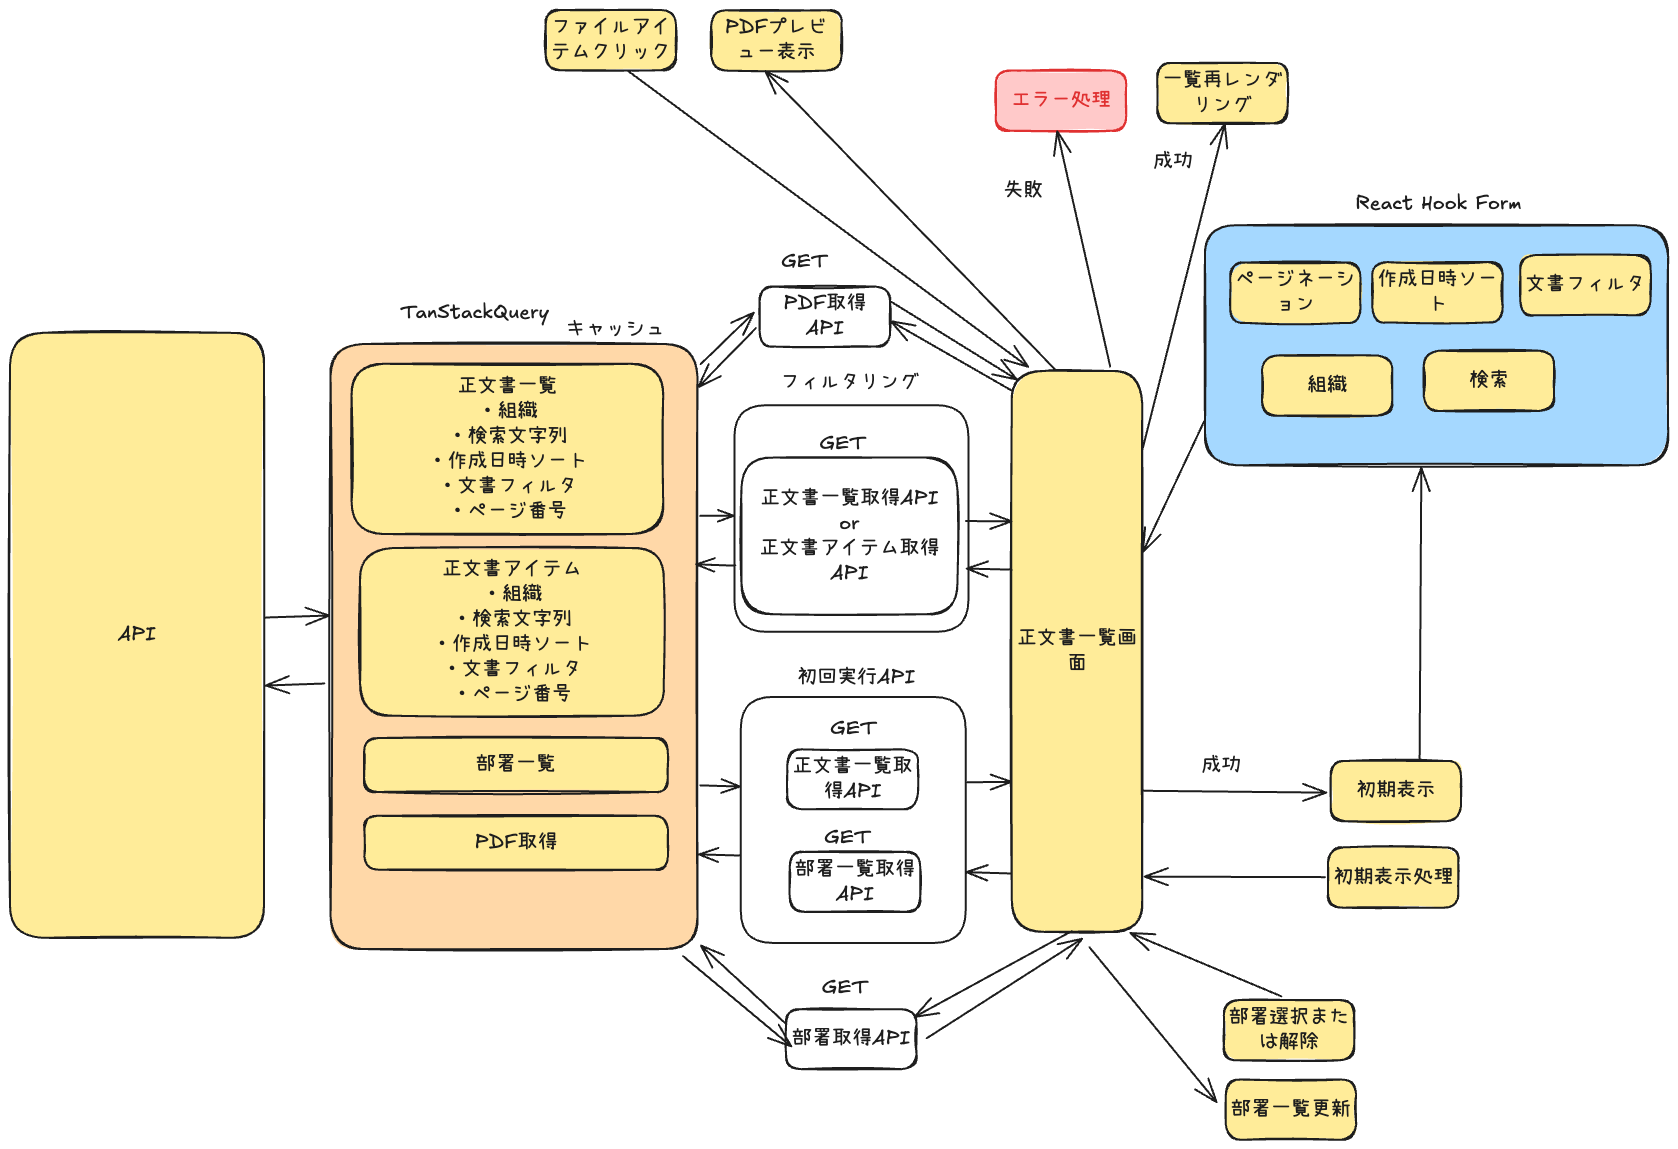 ファイルアイ
テムクリック
PDFプレビ
ュー表示
エラー処理
一覧再レンダ
リング
成功
失敗
React Hook Form
ページネーシ
ョン
作成日時ソー
ト
文書フィルタ
組織
検索
GET
PDF取得
API
TanStackQuery
キャッシュ
正文書一覧
・組織
・検索文字列
・作成日時ソート
・文書フィルタ
・ページ番号
正文書アイテム
・組織
・検索文字列
・作成日時ソート
・文書フィルタ
・ページ番号
部署一覧
PDF取得
API
フィルタリング
GET
正文書一覧取得API
or
正文書アイテム取得
API
初回実行API
GET
正文書一覧取
得API
GET
部署一覧取得
API
GET
部署取得API
正文書一覧画
面
成功
初期表示
初期表示処理
部署選択また
は解除
部署一覧更新